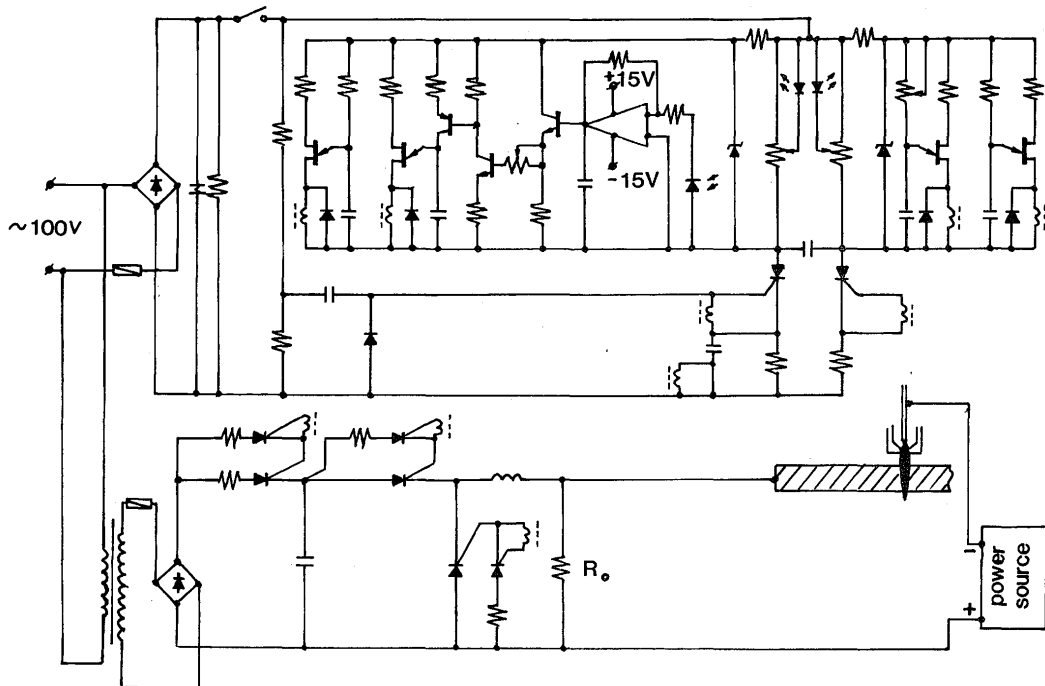 +15V
-15V
~100V
R₀
-
+
power
source